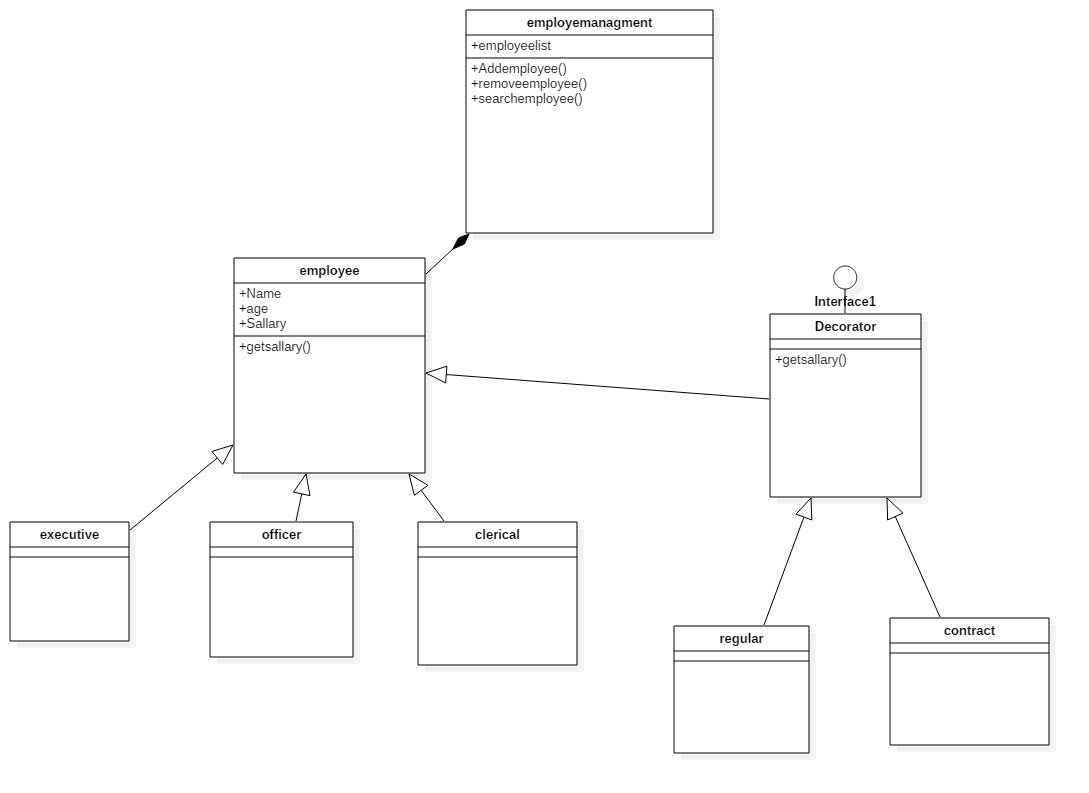 employemanagment
+employeelist
+Addemployee()
+removeemployee()
+searchemployee()
employee
+Name
+age
+Sallary
+getsallary()
Interface1
Decorator
+getsallary()
executive
officer
clerical
regular
contract